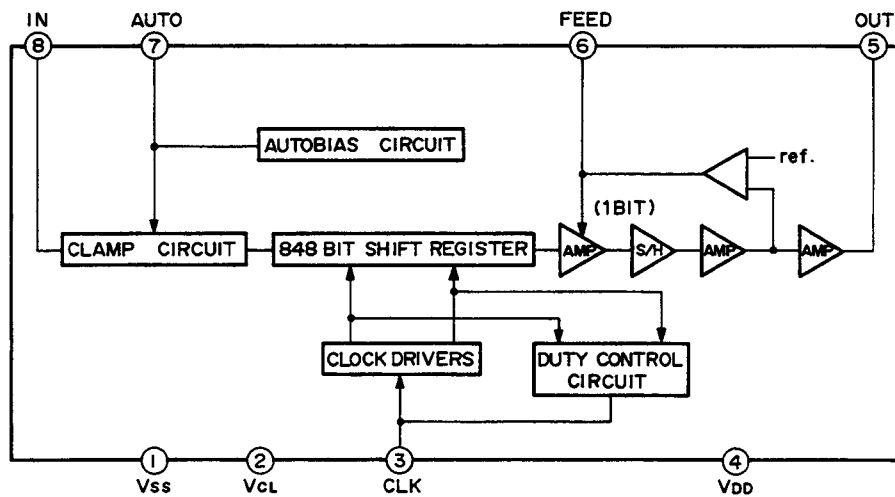 IN AUTO FEED OUT
8 7 6 5
AUTOBIAS CIRCUIT
ref.
(1BIT)
CLAMP CIRCUIT 848 BIT SHIFT REGISTER AMP S/H AMP AMP
CLOCK DRIVERS DUTY CONTROL
CIRCUIT
1 2 3 4
VSS VCL CLK VDD